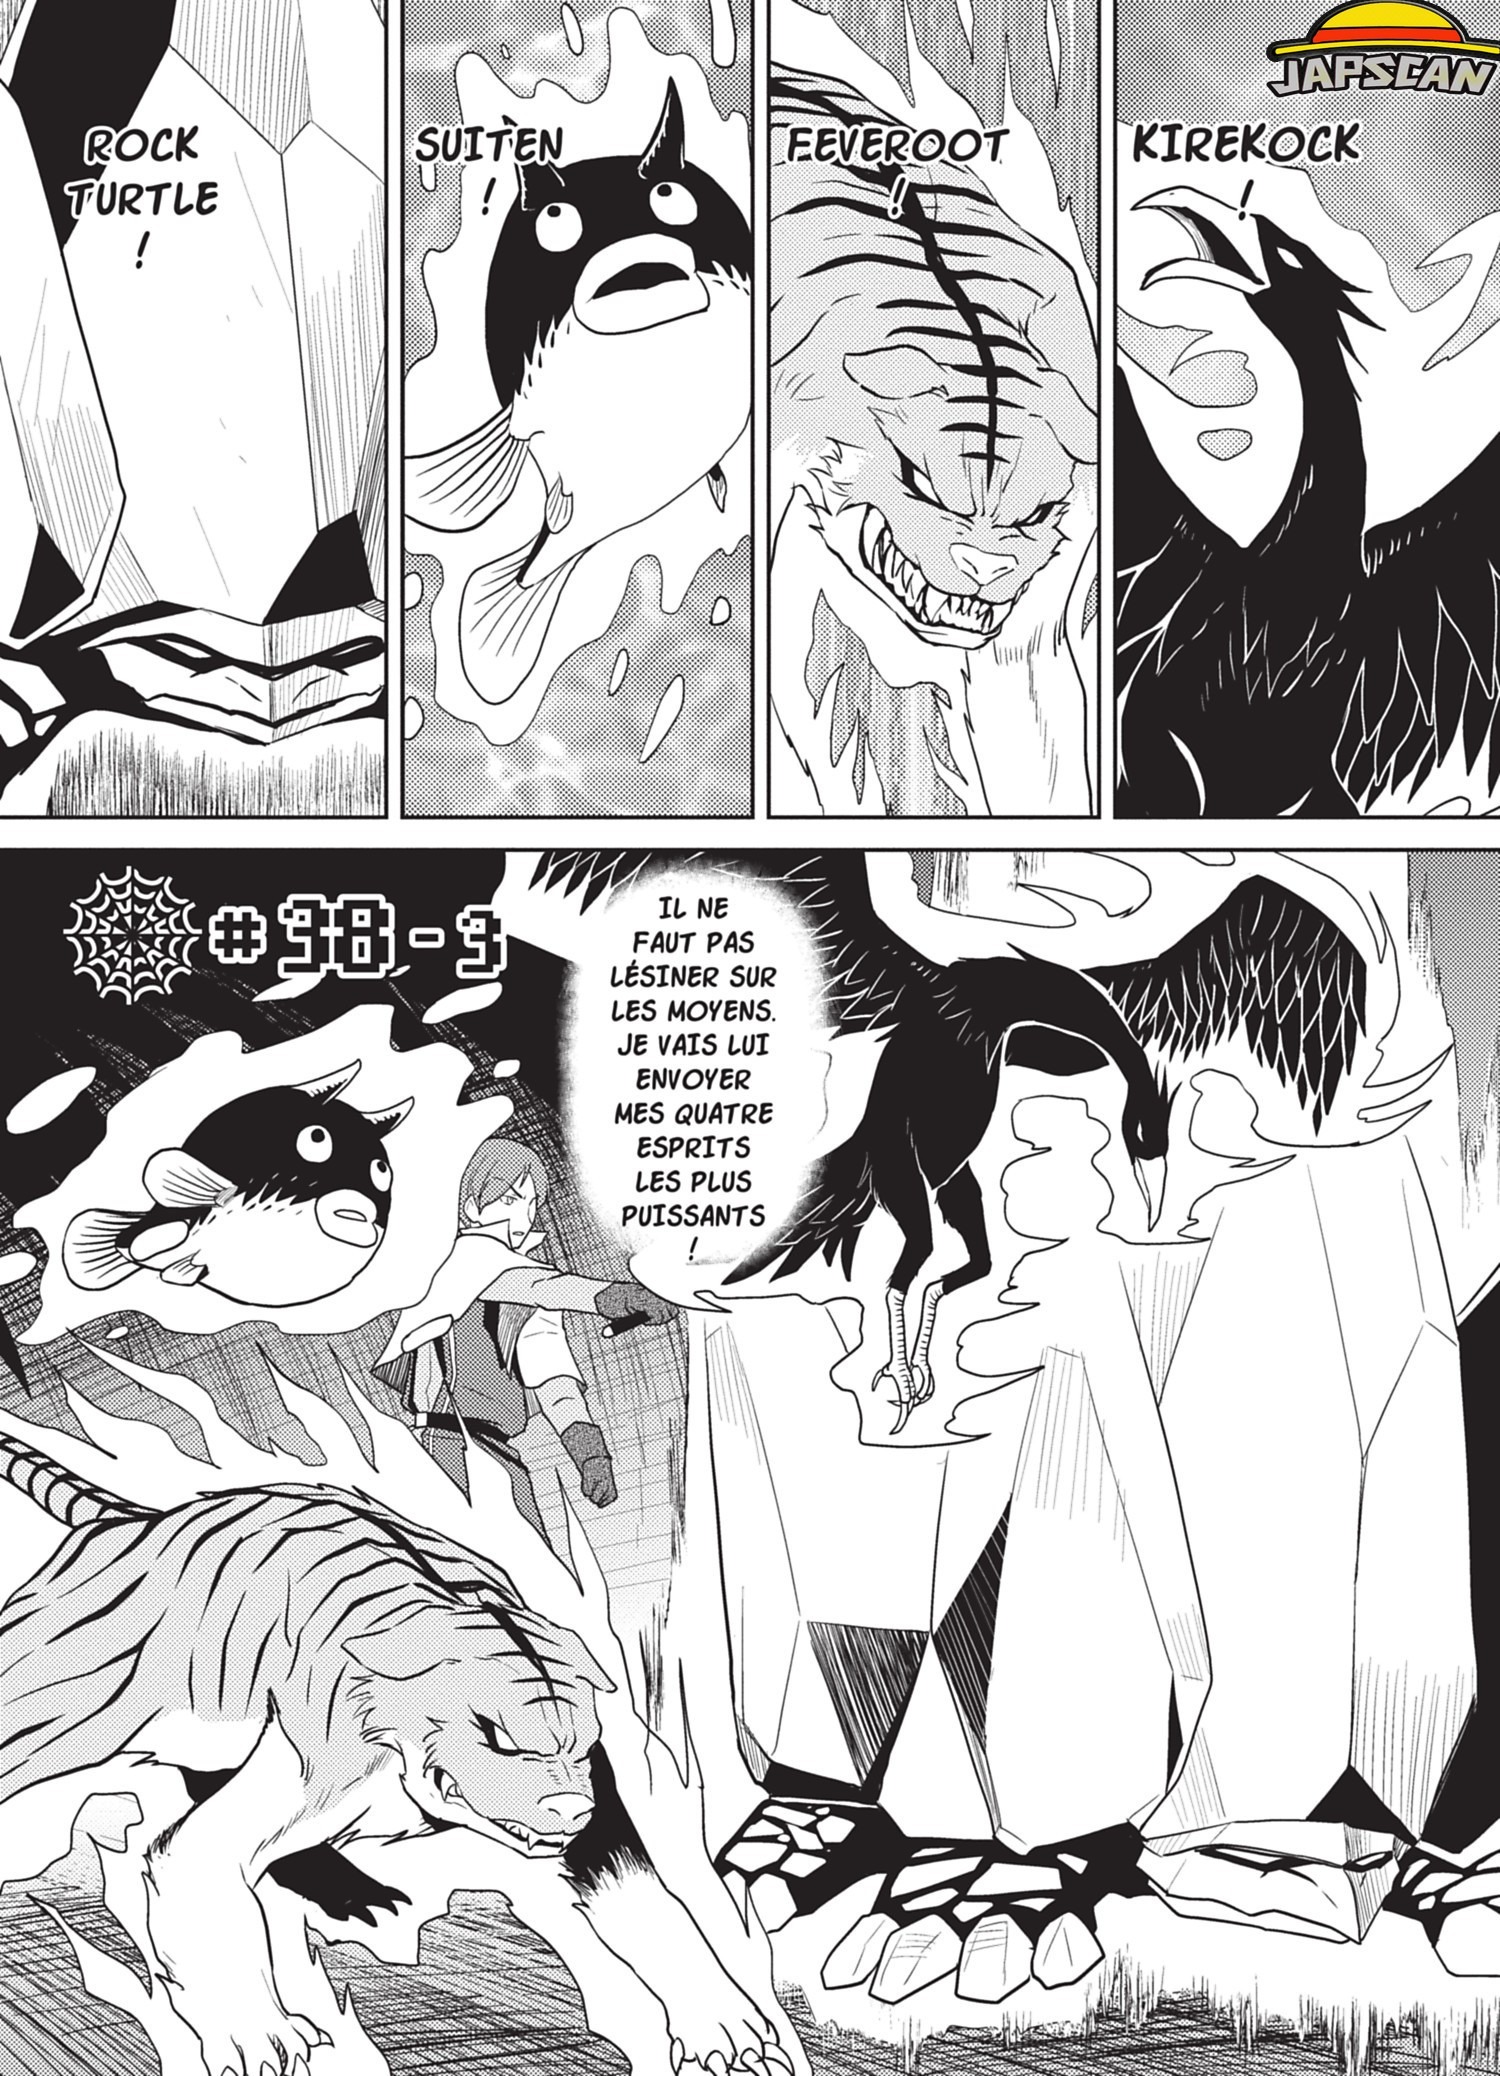 JAPSCAN
ROCK
TURTLE
!
SUITEN
!
FEVEROOT
!
KIREKOCK
!
#38-3
IL NE
FAUT PAS
LÉSINER SUR
LES MOYENS.
JE VAIS LUI
ENVOYER
MES QUATRE
ESPRITS
LES PLUS
PUISSANTS
!